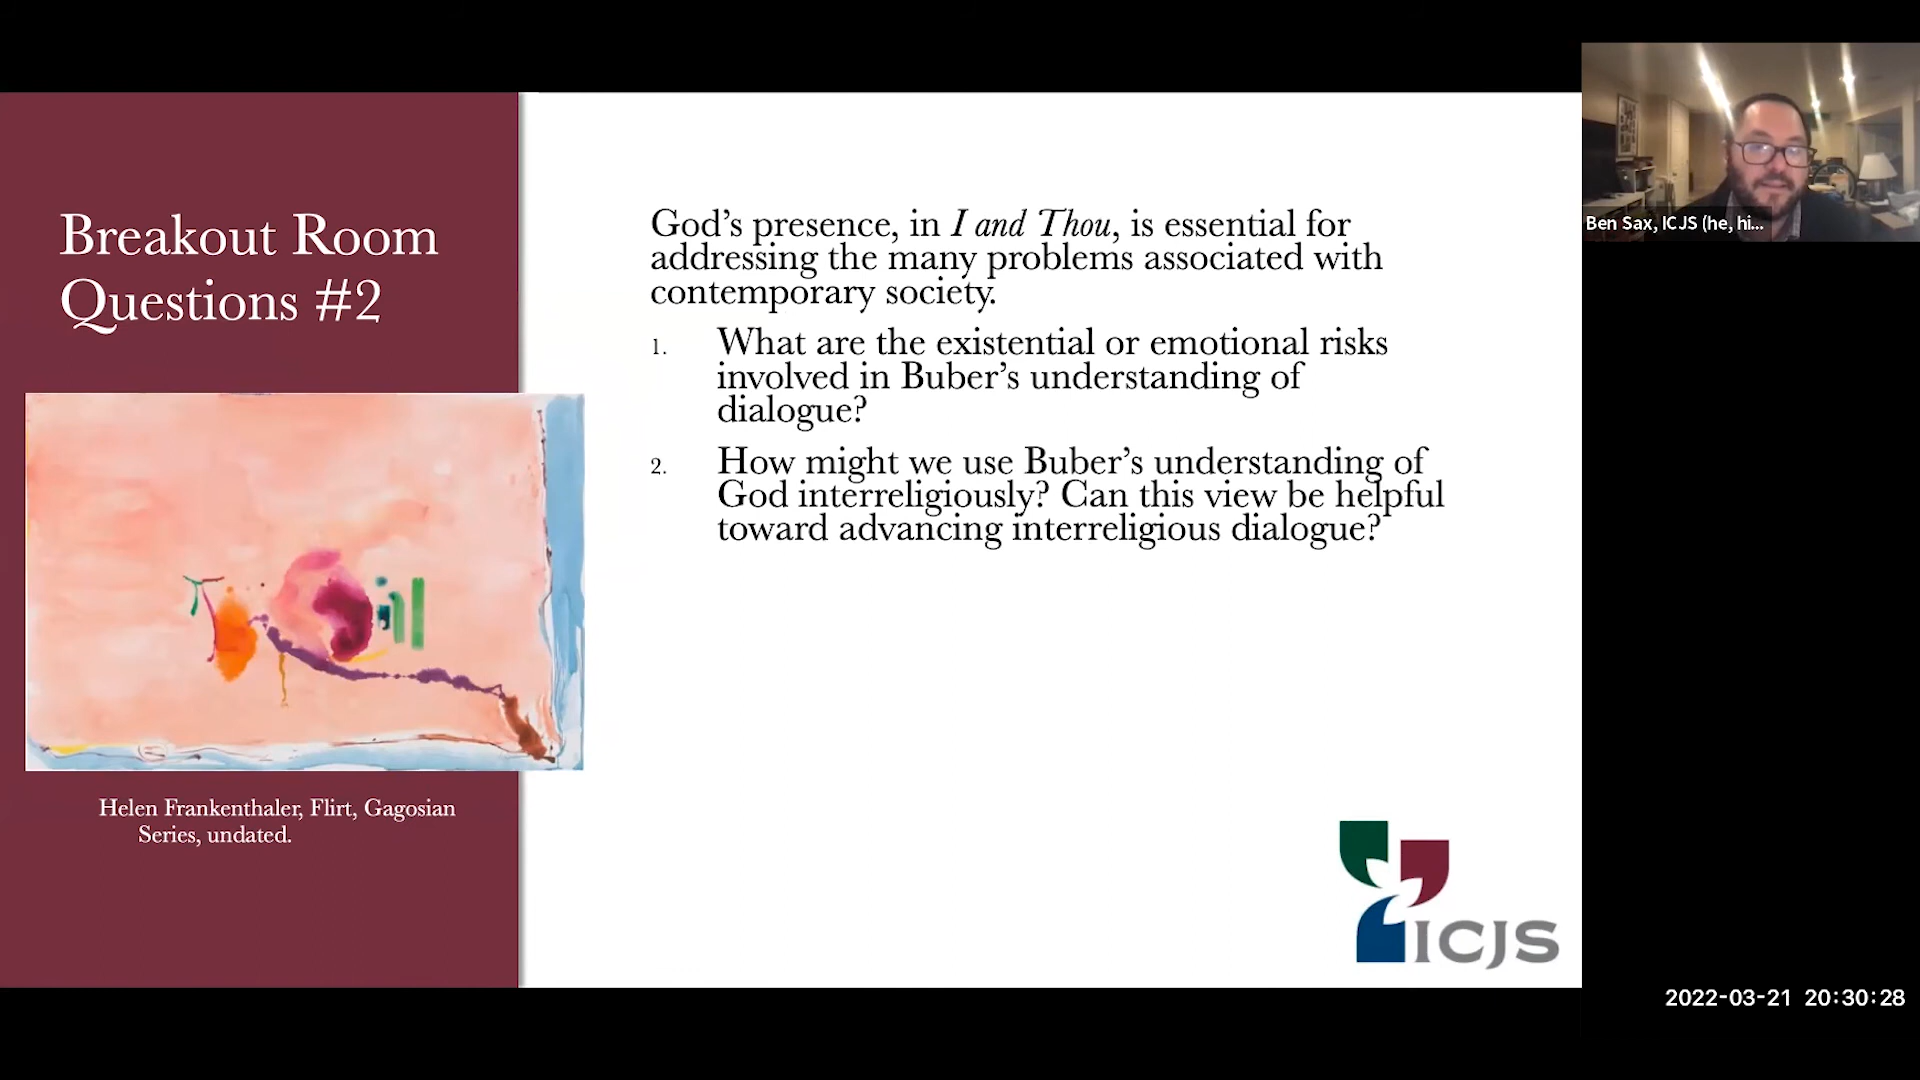 Breakout Room
Questions #2
Helen Frankenthaler, Flirt, Gagosian
Series, undated.
God’s presence, in I and Thou, is essential for
addressing the many problems associated with
contemporary society.
1. What are the existential or emotional risks
involved in Buber’s understanding of
dialogue?
2. How might we use Buber’s understanding of
God interreligiously? Can this view be helpful
toward advancing interreligious dialogue?
ICJS
Ben Sax, ICJS (he, hi...
2022-03-21 20:30:28